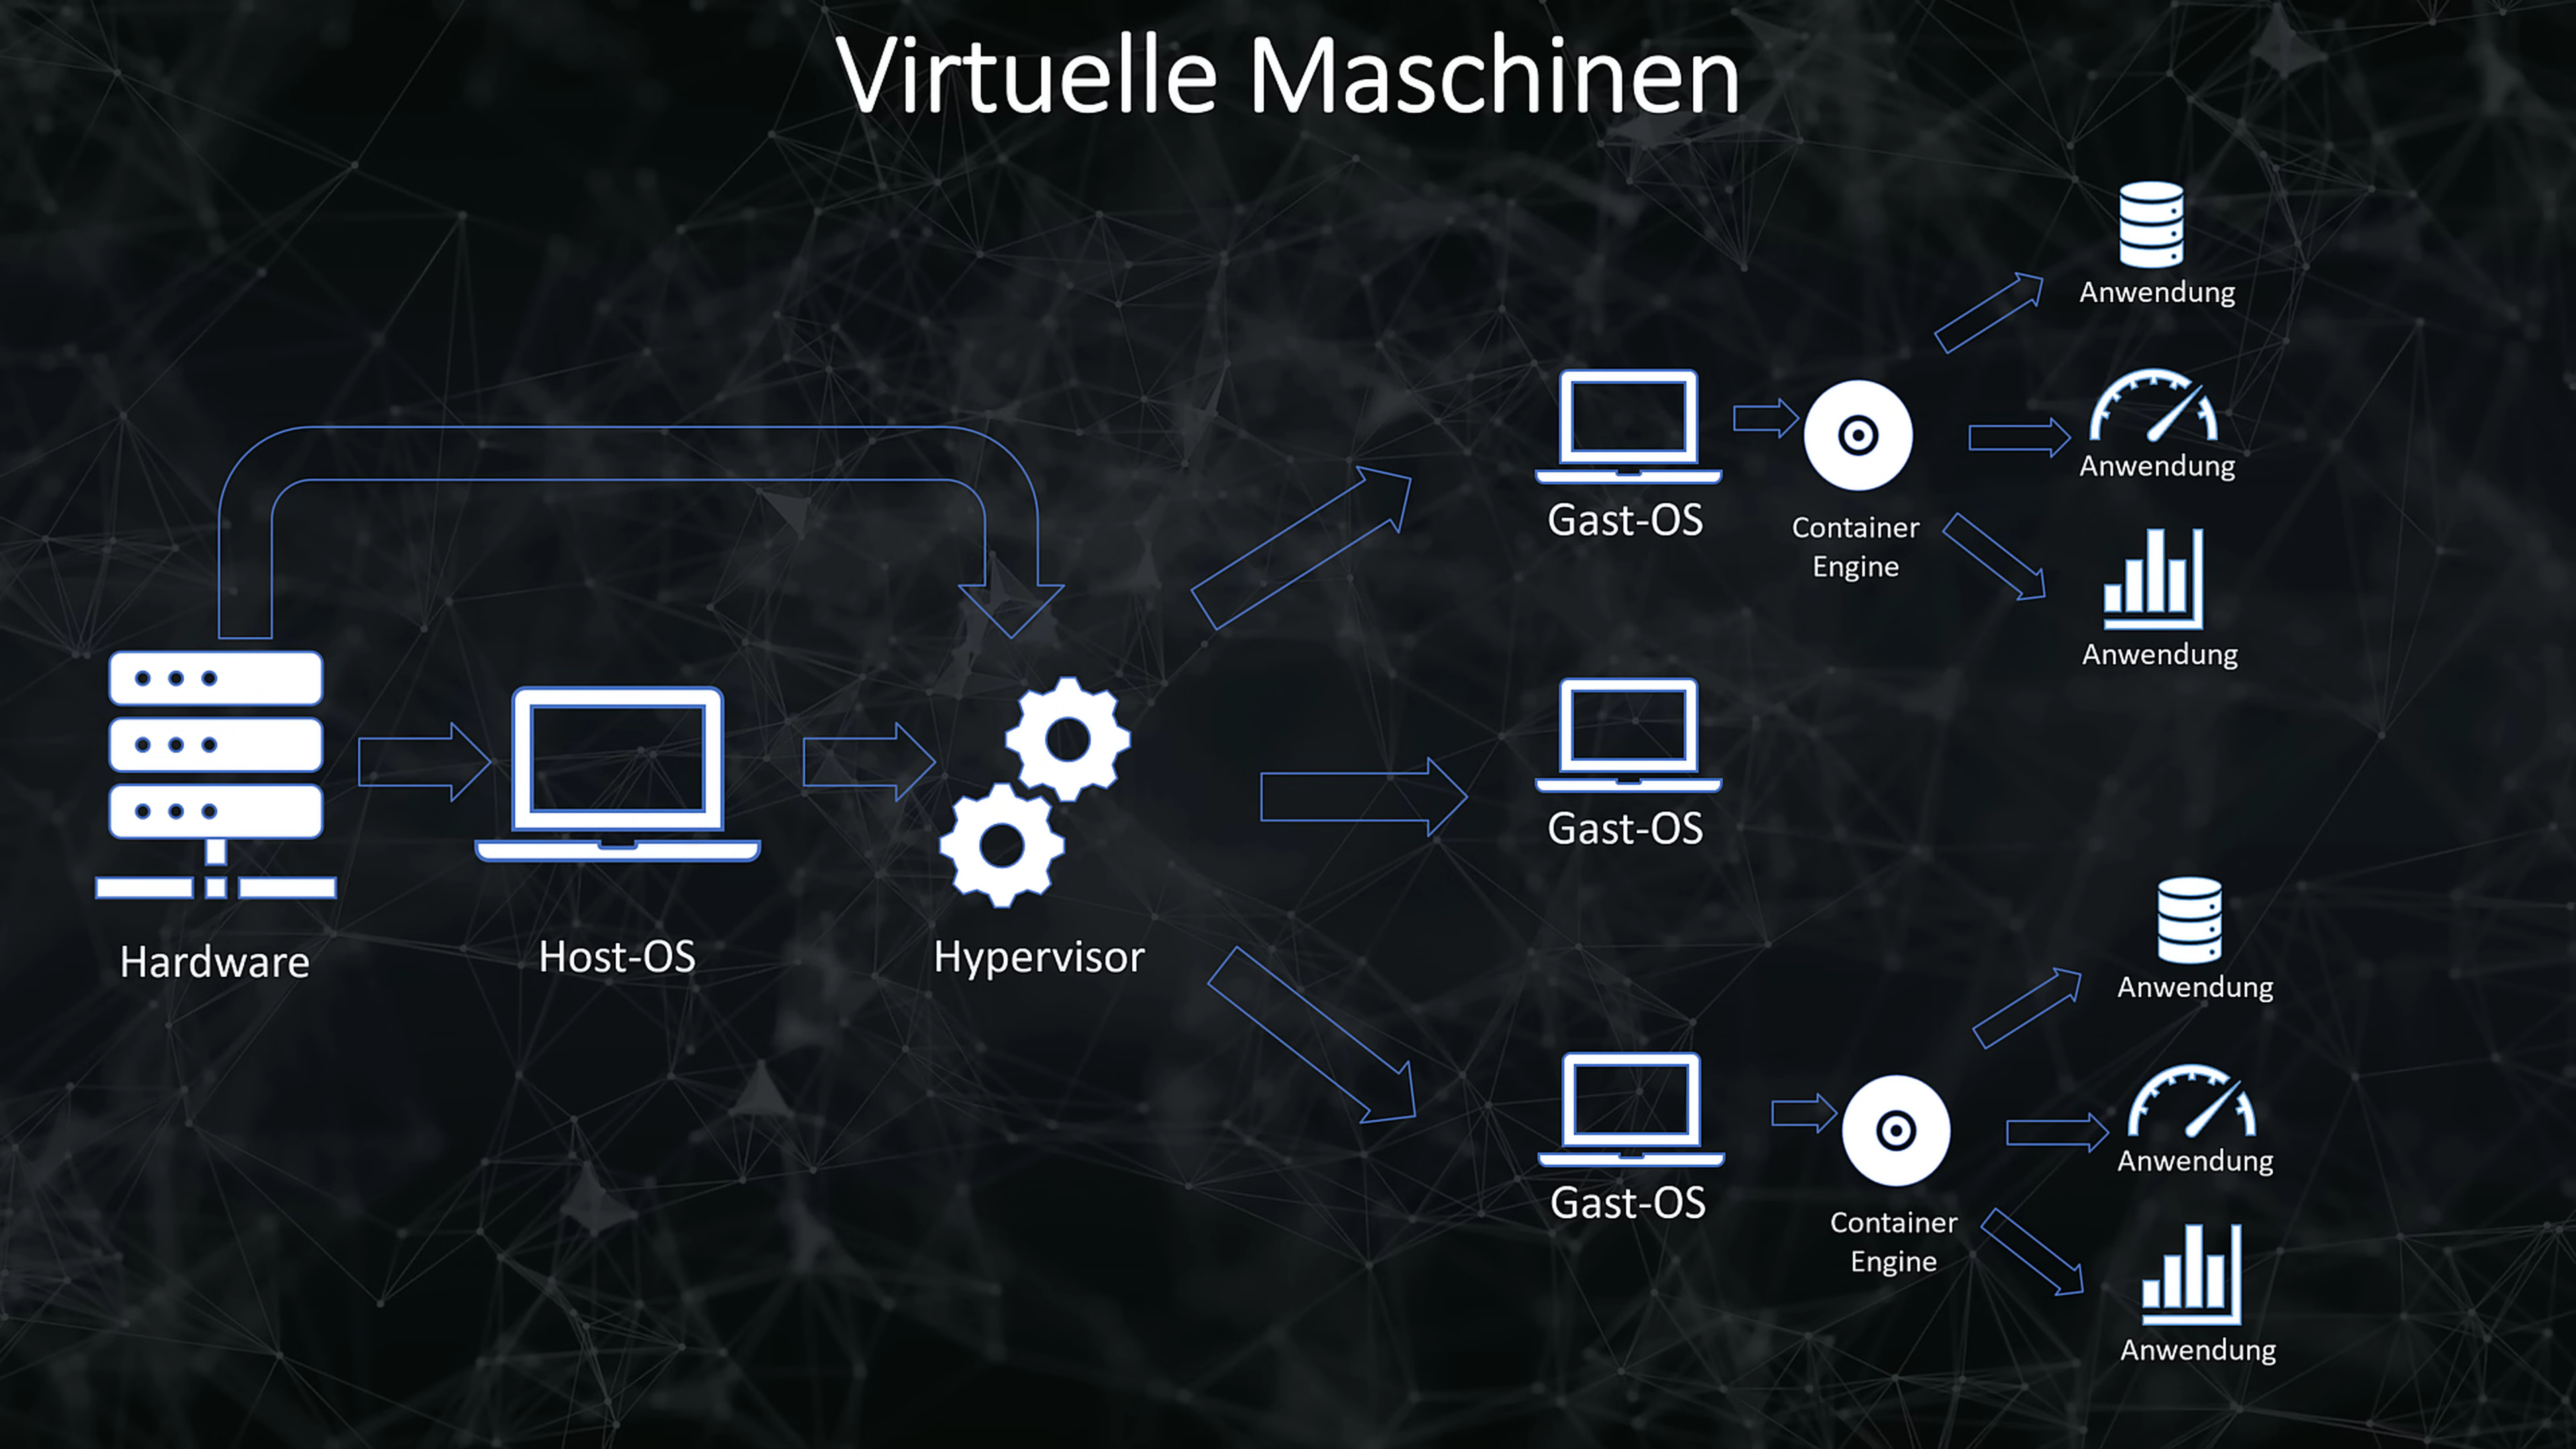 Virtuelle Maschinen
Hardware
Host-OS
Hypervisor
Gast-OS
Container
Engine
Anwendung
Anwendung
Anwendung
Gast-OS
Gast-OS
Container
Engine
Anwendung
Anwendung
Anwendung